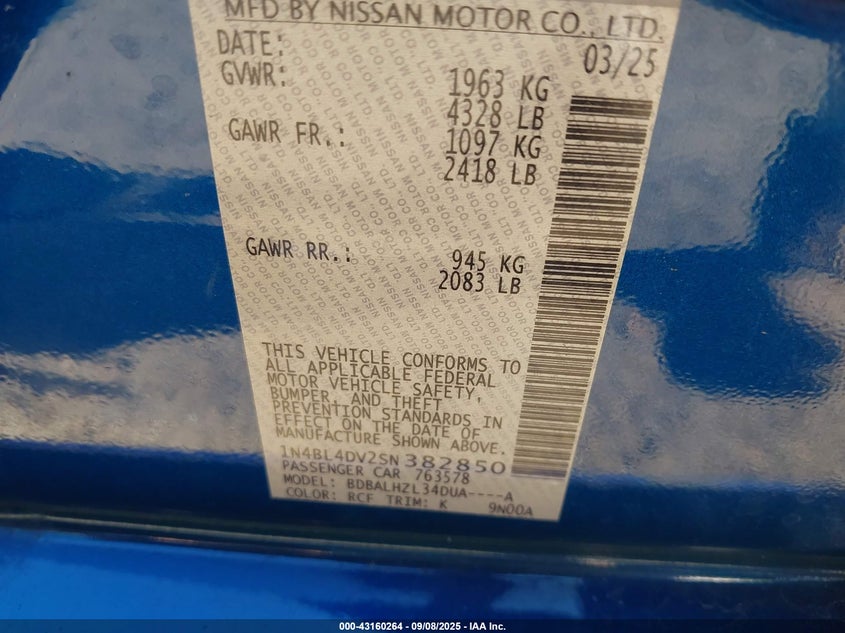 MFD BY NISSAN MOTOR CO., LTD.
DATE: 03/25
GVWR: 1963 KG
4328 LB
GAWR FR.: 1097 KG
2418 LB
GAWR RR.: 945 KG
2083 LB
THIS VEHICLE CONFORMS TO
ALL APPLICABLE FEDERAL
MOTOR VEHICLE SAFETY,
BUMPER, AND THEFT
PREVENTION STANDARDS IN
EFFECT ON THE DATE OF
MANUFACTURE SHOWN ABOVE.
1N4BL4DV2SN382850
PASSENGER CAR 763578
MODEL: BDBALHZL34DUA----A
COLOR: RCF TRIM: K 9N00A
000-43160264 - 09/08/2025 - IAA Inc.